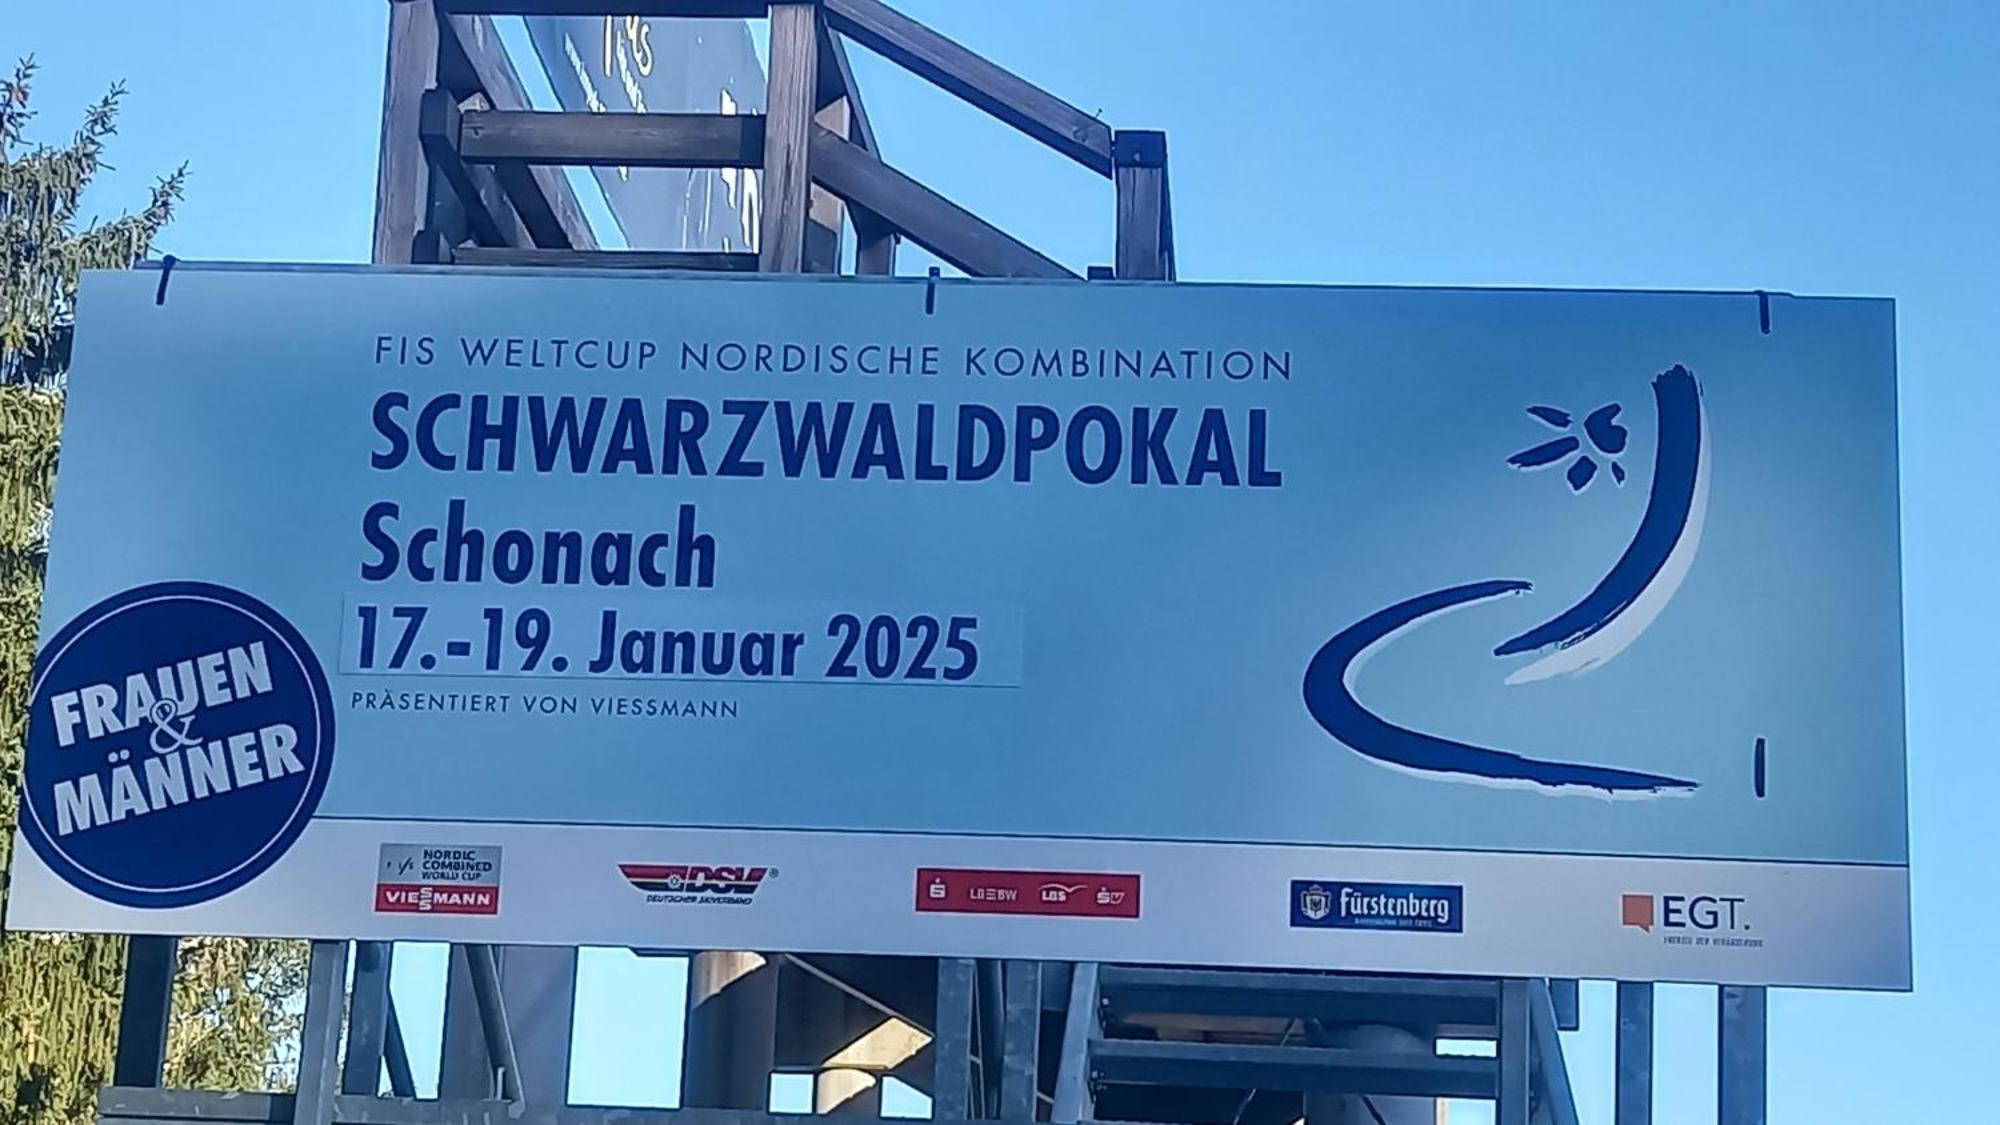 FIS WELTCUP NORDISCHE KOMBINATION
SCHWARZWALDPOKAL
Schonach
17.-19. Januar 2025
PRÄSENTIERT VON VIESSMANN
FRAUEN
&
MÄNNER
NORDIC
COMBINED
WORLD CUP
VIESSMANN
DSV
DEUTSCHER SKIVERBAND
LBBW LBS SV
Fürstenberg
EGT.